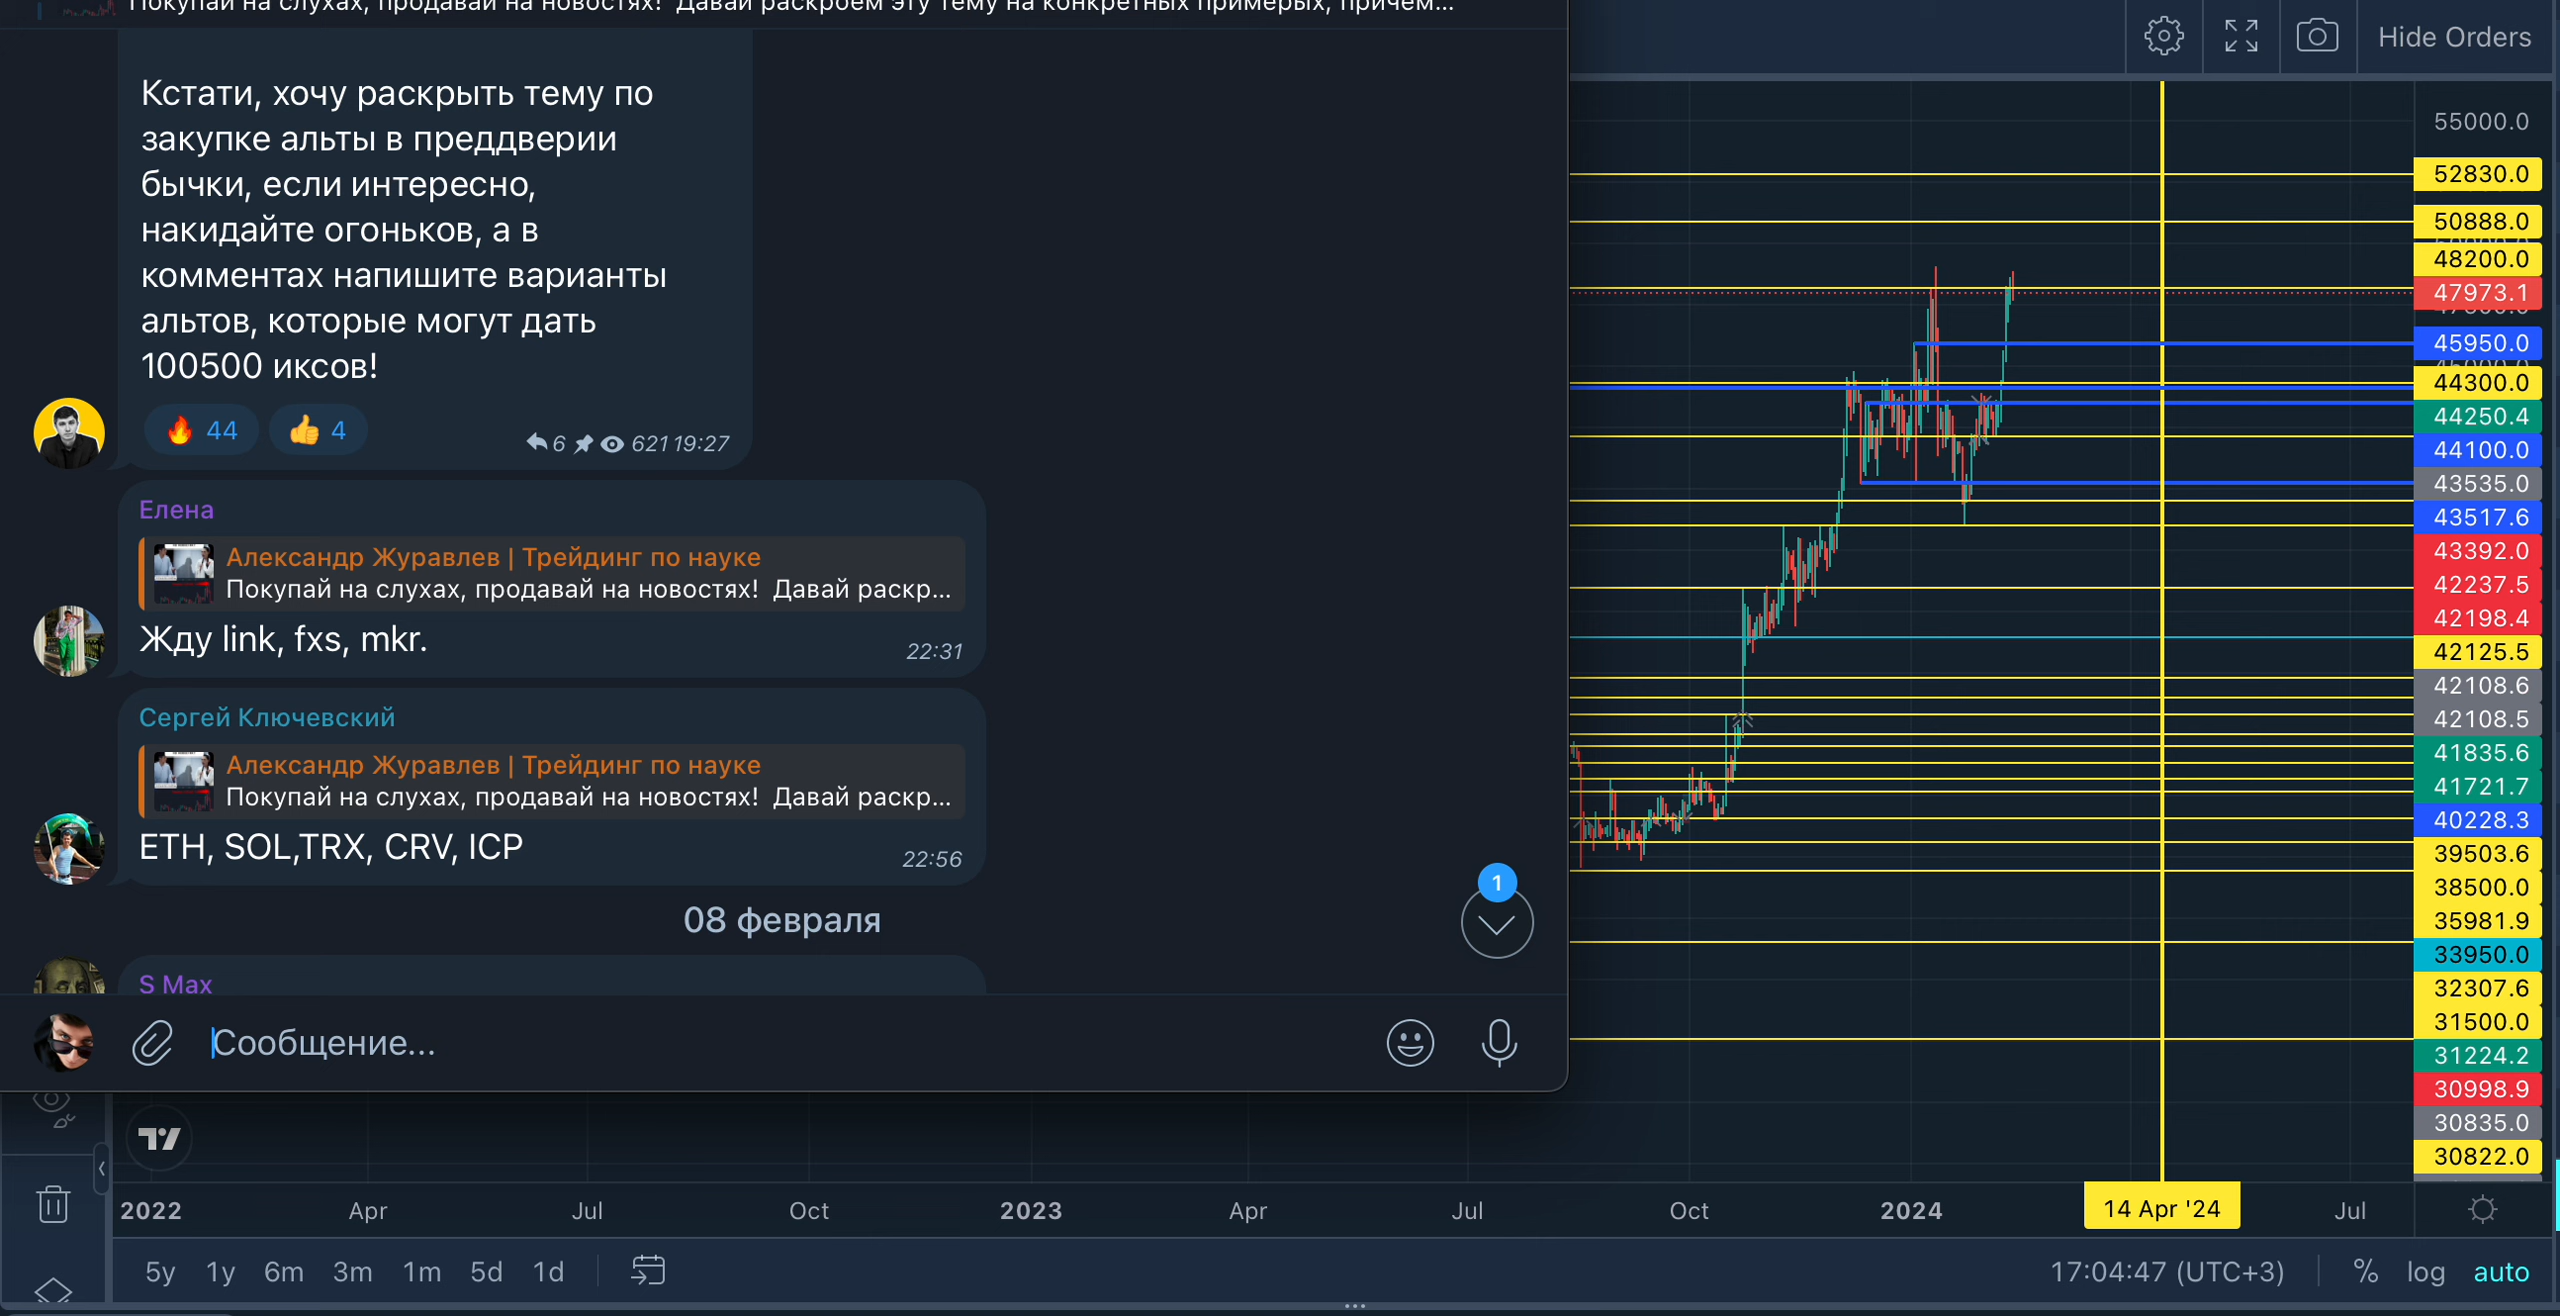 Покупай на слухах, продавай на новостях! Давай раскроем эту тему на конкретных примерых, причем...
Hide Orders
Кстати, хочу раскрыть тему по
закупке альты в преддверии
бычки, если интересно,
накидайте огоньков, а в
комментах напишите варианты
альтов, которые могут дать
100500 иксов!
44
4
6
621 19:27
Елена
Александр Журавлев | Трейдинг по науке
Покупай на слухах, продавай на новостях! Давай раскр...
Жду link, fxs, mkr.
22:31
Сергей Ключевский
Александр Журавлев | Трейдинг по науке
Покупай на слухах, продавай на новостях! Давай раскр...
ETH, SOL,TRX, CRV, ICP
22:56
1
08 февраля
S Max
Сообщение...
55000.0
52830.0
50888.0
48200.0
47973.1
45950.0
44300.0
44250.4
44100.0
43535.0
43517.6
43392.0
42237.5
42198.4
42125.5
42108.6
42108.5
41835.6
41721.7
40228.3
39503.6
38500.0
35981.9
33950.0
32307.6
31500.0
31224.2
30998.9
30835.0
30822.0
2022 Apr Jul Oct 2023 Apr Jul Oct 2024 14 Apr '24 Jul
5y 1y 6m 3m 1m 5d 1d 17:04:47 (UTC+3) % log auto